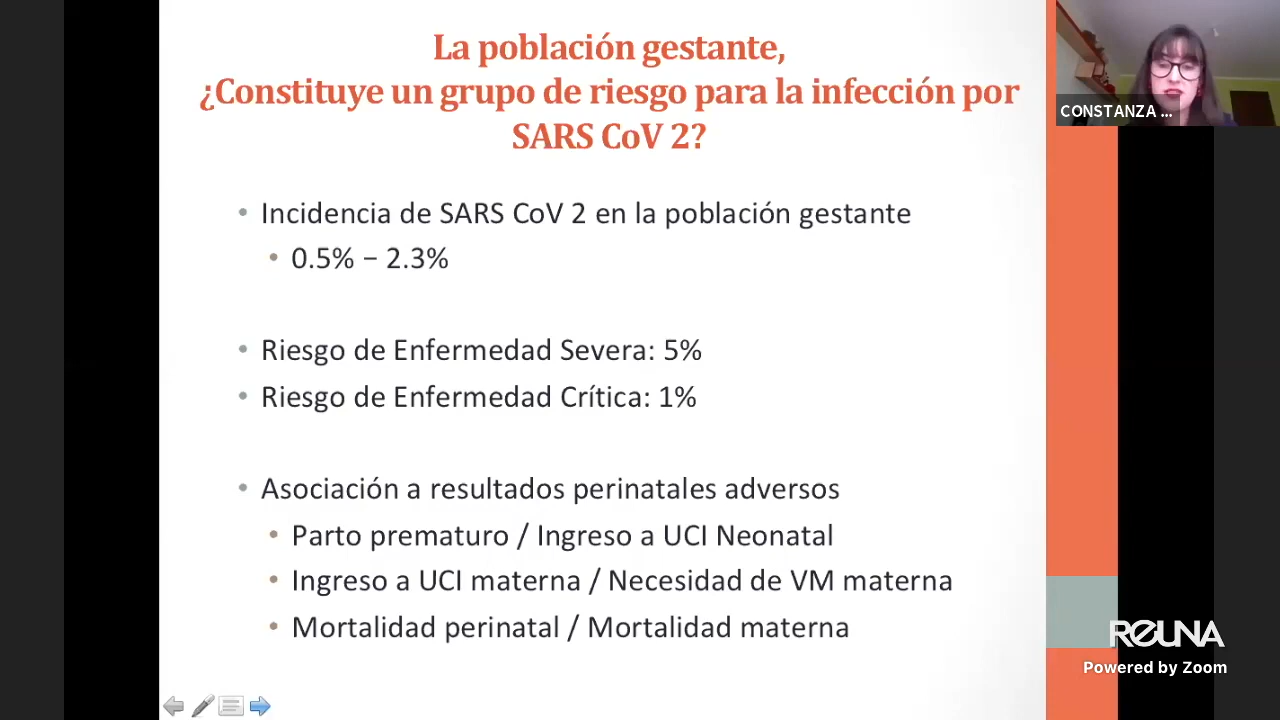 La población gestante,
¿Constituye un grupo de riesgo para la infección por
SARS CoV 2?
• Incidencia de SARS CoV 2 en la población gestante
• 0.5% – 2.3%
• Riesgo de Enfermedad Severa: 5%
• Riesgo de Enfermedad Crítica: 1%
• Asociación a resultados perinatales adversos
• Parto prematuro / Ingreso a UCI Neonatal
• Ingreso a UCI materna / Necesidad de VM materna
• Mortalidad perinatal / Mortalidad materna
CONSTANZA ...
REUNA
Powered by Zoom